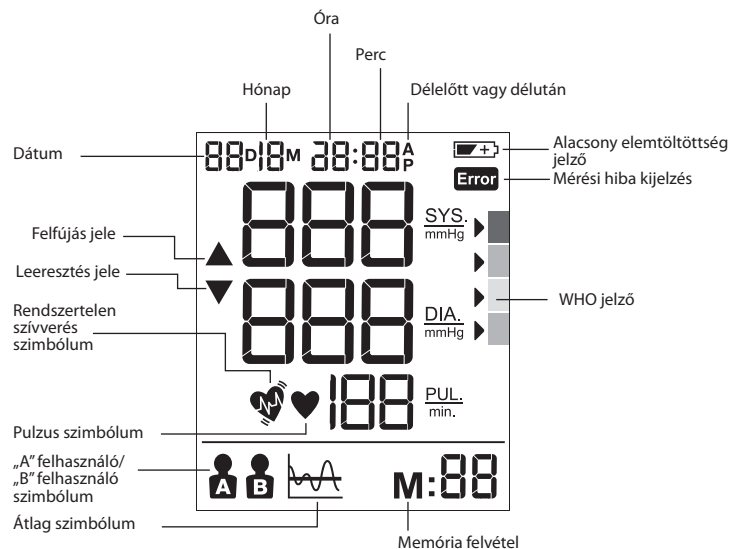 Óra
Perc
Hónap
Délelőtt vagy délután
Dátum
88D18M 28:88 A
P
Alacsony elemtöltöttség
jelző
Error
Mérési hiba kijelzés
888
SYS.
mmHg
Felfújás jele
Leeresztés jele
WHO jelző
Rendszertelen
szívverés
szimbólum
888
DIA.
mmHg
188
PUL.
min.
Pulzus szimbólum
„A” felhasználó/
„B” felhasználó
szimbólum
A B
M:88
Átlag szimbólum
Memória felvétel